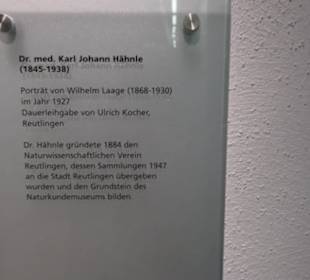 Dr. med. Karl Johann Hähnle
(1845-1938)
Porträt von Wilhelm Laage (1868-1930)
im Jahr 1927
Dauerleihgabe von Ulrich Kocher,
Reutlingen
Dr. Hähnle gründete 1884 den
Naturwissenschaftlichen Verein
Reutlingen, dessen Sammlungen 1947
an die Stadt Reutlingen übergeben
wurden und den Grundstein des
Naturkundemuseums bilden.